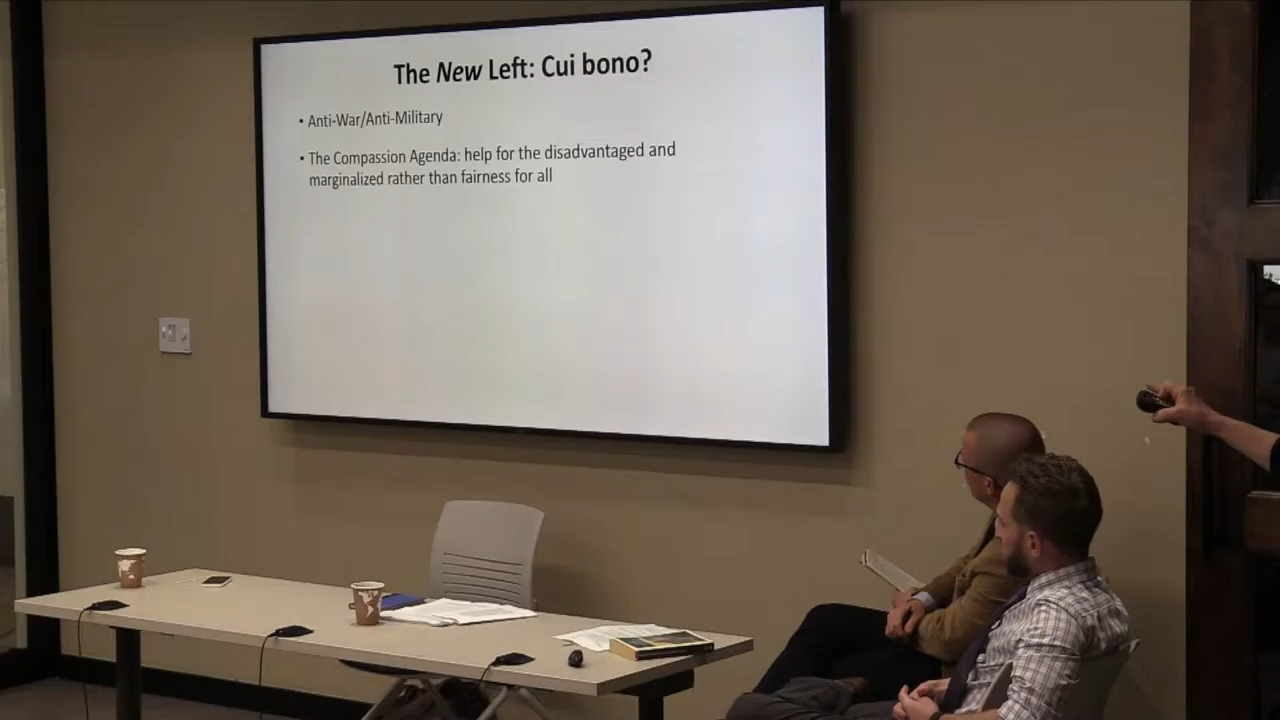 The New Left: Cui bono?
• Anti-War/Anti-Military
• The Compassion Agenda: help for the disadvantaged and
marginalized rather than fairness for all